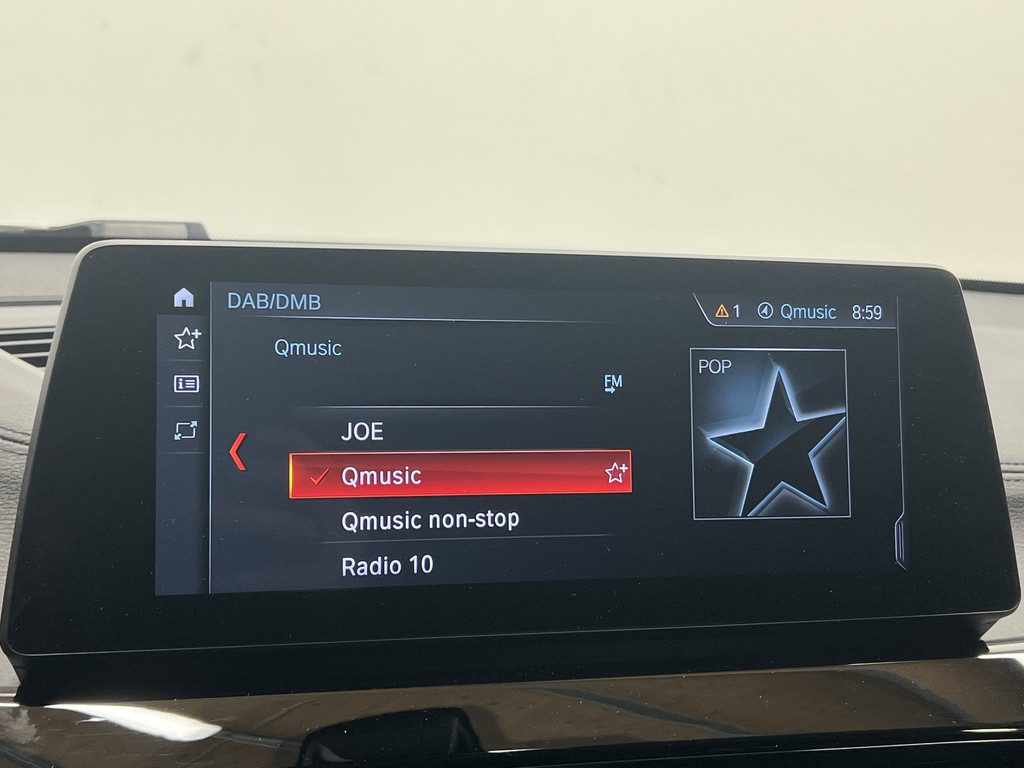 DAB/DMB
1 Qmusic 8:59
Qmusic
FM
POP
JOE
Qmusic
Qmusic non-stop
Radio 10